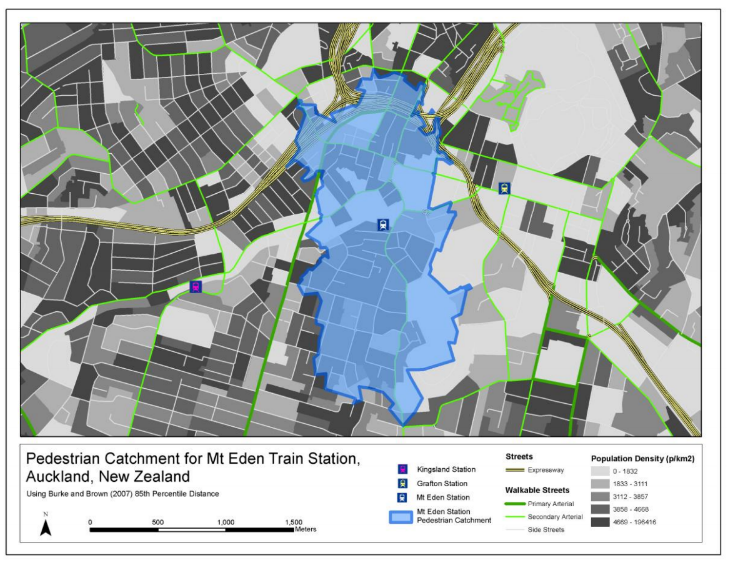 Pedestrian Catchment for Mt Eden Train Station,
Auckland, New Zealand
Using Burke and Brown (2007) 85th Percentile Distance
N
0 500 1,000 1,500
Meters
Kingsland Station
Grafton Station
Mt Eden Station
Mt Eden Station
Pedestrian Catchment
Streets
Expressway
Walkable Streets
Primary Arterial
Secondary Arterial
Side Streets
Population Density (p/km2)
0 - 1832
1833 - 3111
3112 - 3857
3858 - 4668
4669 - 196416